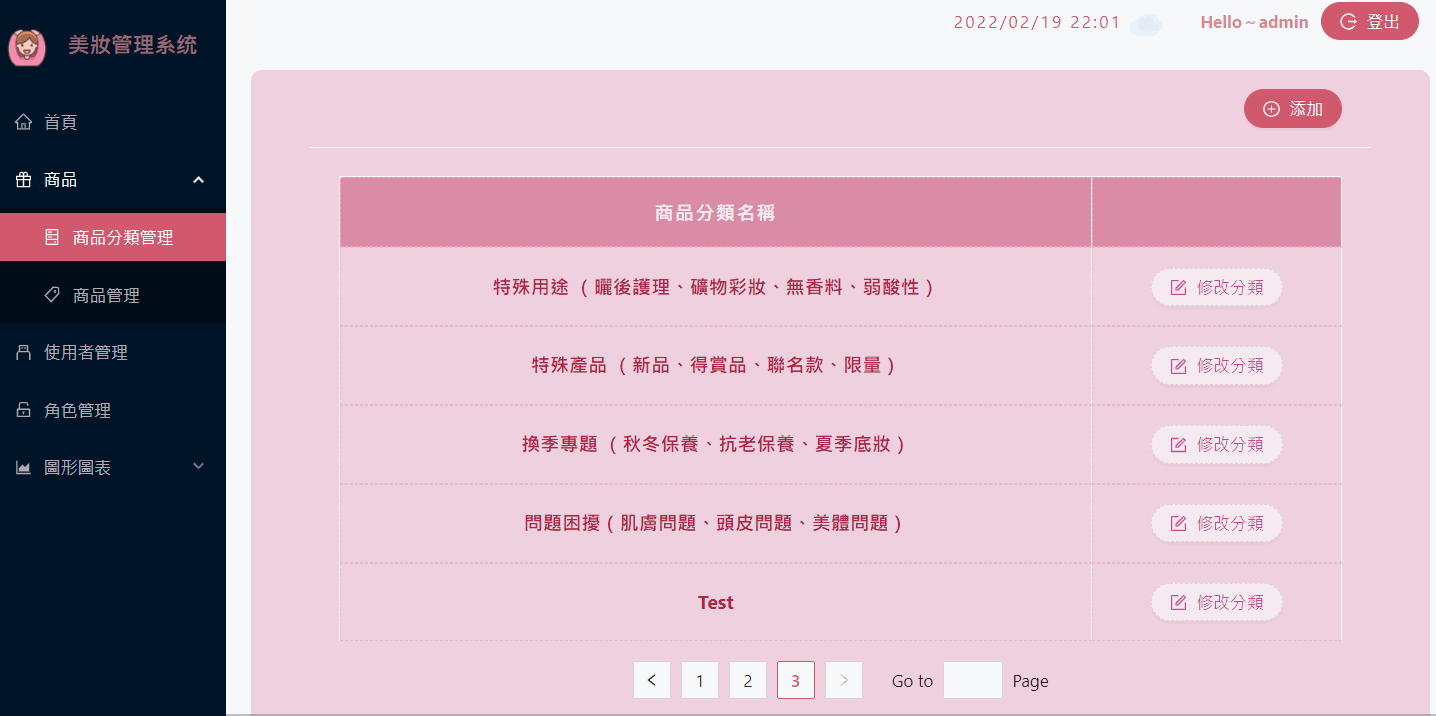 2022/02/19 22:01 Hello ~ admin 登出
美妝管理系统
首頁
商品
商品分類管理
商品管理
使用者管理
角色管理
圖形圖表
添加
商品分類名稱
特殊用途 ( 曬後護理、礦物彩妝、無香料、弱酸性 ) 修改分類
特殊產品 ( 新品、得賞品、聯名款、限量 ) 修改分類
換季專題 ( 秋冬保養、抗老保養、夏季底妝 ) 修改分類
問題困擾 ( 肌膚問題、頭皮問題、美體問題 ) 修改分類
Test 修改分類
< 1 2 3 > Go to Page